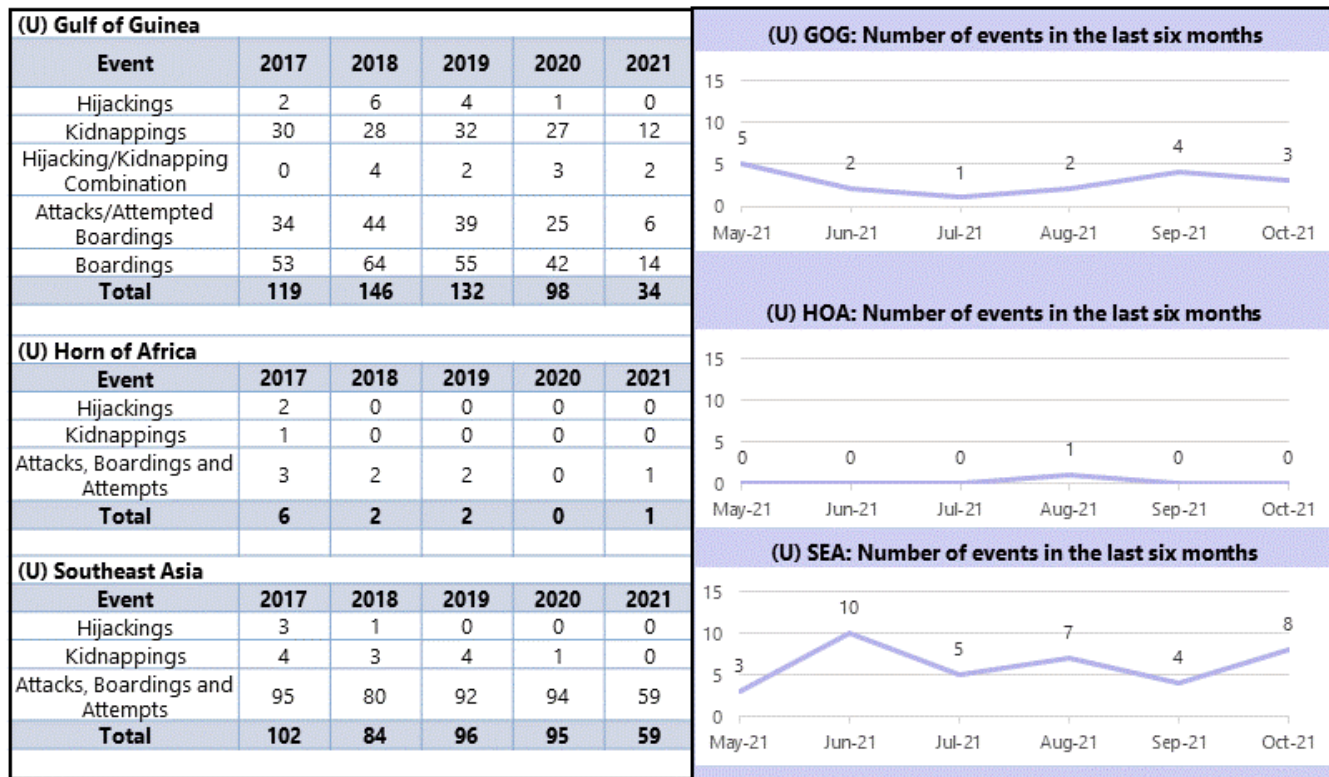 (U) Gulf of Guinea
Event 2017 2018 2019 2020 2021
Hijackings 2 6 4 1 0
Kidnappings 30 28 32 27 12
Hijacking/Kidnapping
Combination 0 4 2 3 2
Attacks/Attempted
Boardings 34 44 39 25 6
Boardings 53 64 55 42 14
Total 119 146 132 98 34
(U) Horn of Africa
Event 2017 2018 2019 2020 2021
Hijackings 2 0 0 0 0
Kidnappings 1 0 0 0 0
Attacks, Boardings and
Attempts 3 2 2 0 1
Total 6 2 2 0 1
(U) Southeast Asia
Event 2017 2018 2019 2020 2021
Hijackings 3 1 0 0 0
Kidnappings 4 3 4 1 0
Attacks, Boardings and
Attempts 95 80 92 94 59
Total 102 84 96 95 59
(U) GOG: Number of events in the last six months
15
10
5
0
5 2 1 2 4 3
May-21 Jun-21 Jul-21 Aug-21 Sep-21 Oct-21
(U) HOA: Number of events in the last six months
15
10
5
0
0 0 0 1 0 0
May-21 Jun-21 Jul-21 Aug-21 Sep-21 Oct-21
(U) SEA: Number of events in the last six months
15
10
5
0
3 10 5 7 4 8
May-21 Jun-21 Jul-21 Aug-21 Sep-21 Oct-21